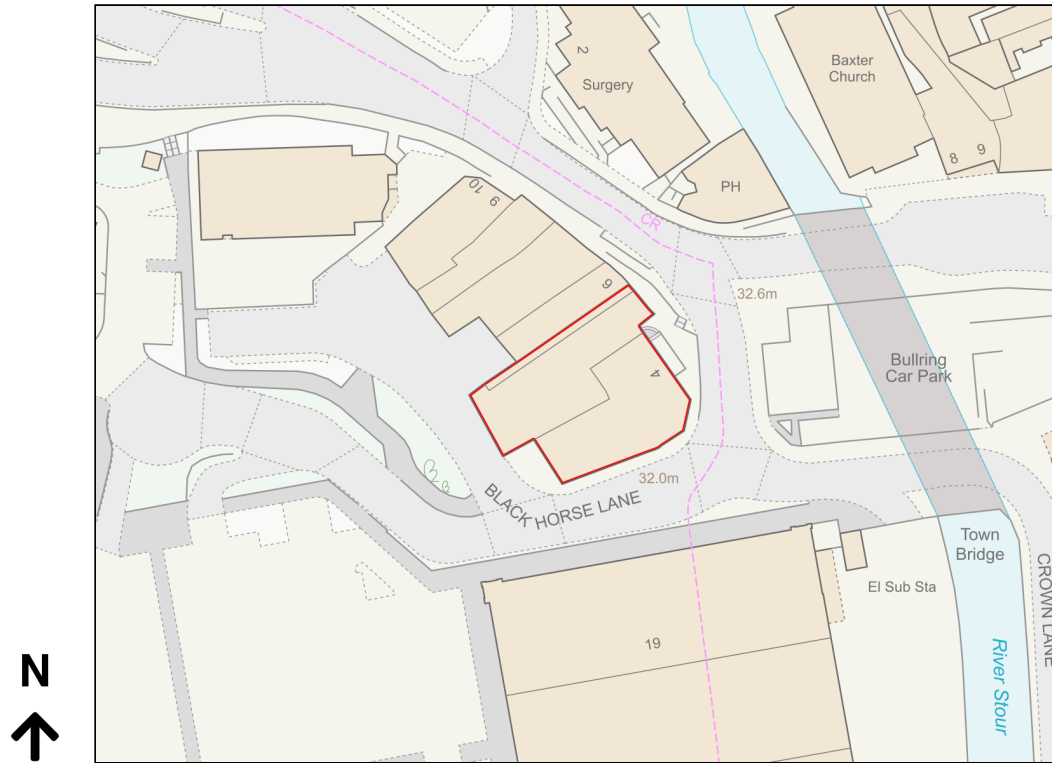 2
Surgery
Baxter
Church
8
9
PH
9
10
CR
6
32.6m
4
Bullring
Car Park
32.0m
BLACK HORSE LANE
Town
Bridge
El Sub Sta
CROWN LANE
19
River Stour
N